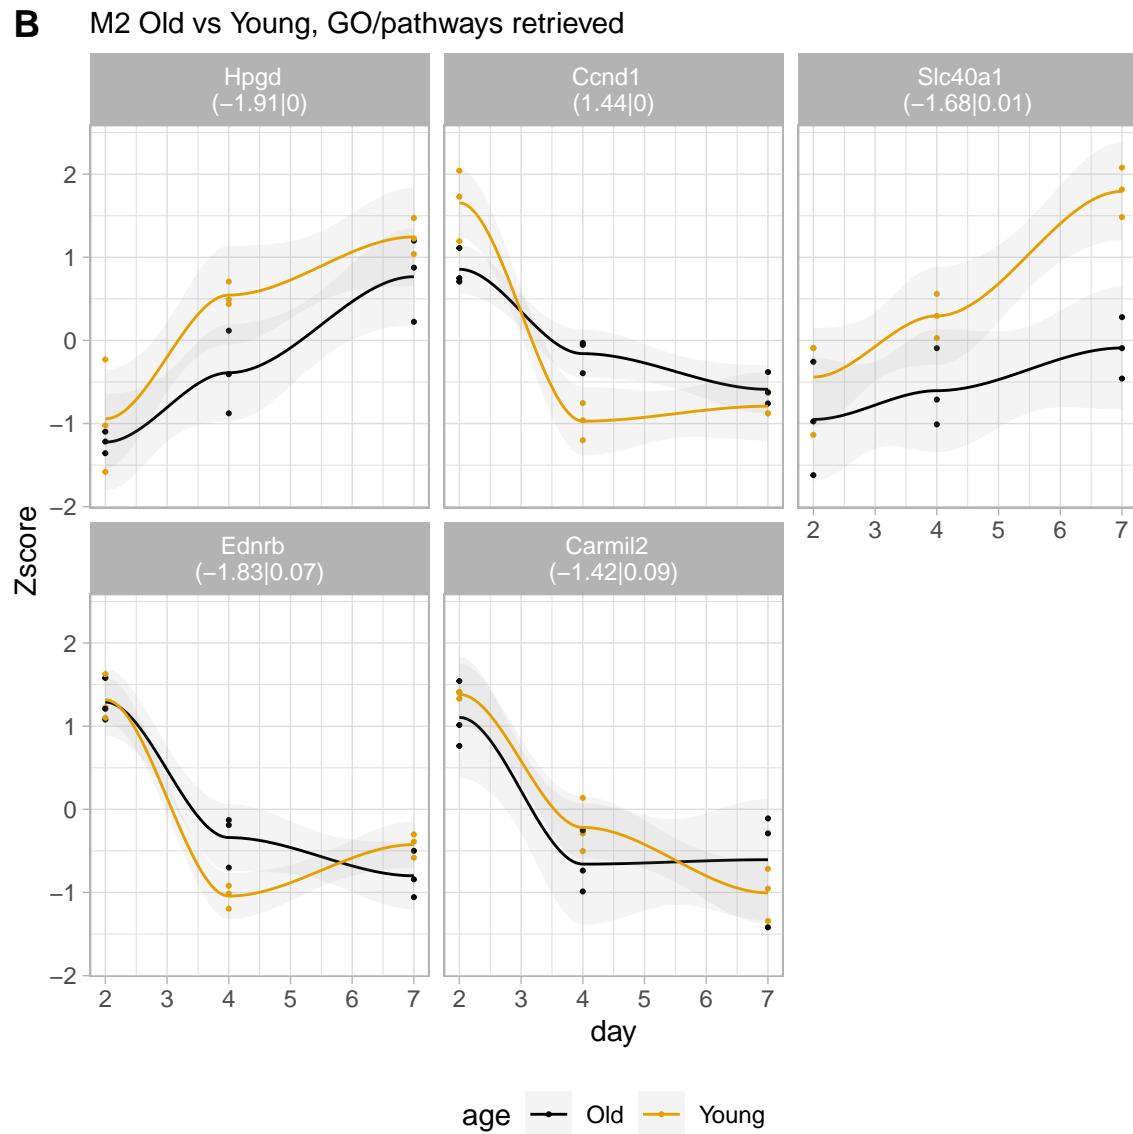 B M2 Old vs Young, GO/pathways retrieved
Hpgd
(−1.91|0)
Ccnd1
(1.44|0)
Slc40a1
(−1.68|0.01)
2
1
0
−1
−2
2 3 4 5 6 7
Zscore
Ednrb
(−1.83|0.07)
Carmil2
(−1.42|0.09)
2
1
0
−1
−2
2 3 4 5 6 7
2 3 4 5 6 7
day
age Old Young